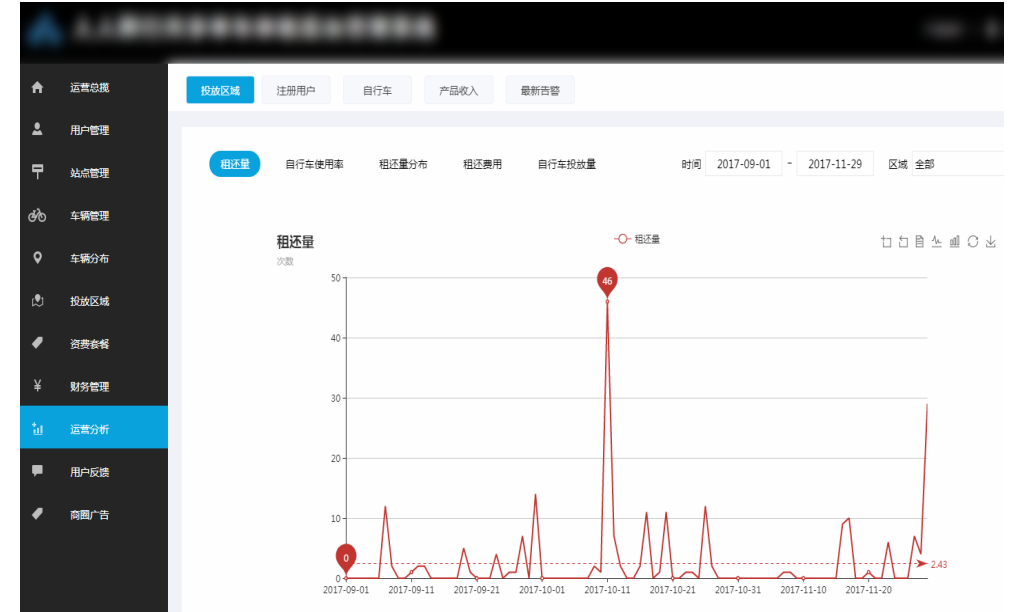 运营总揽
用户管理
站点管理
车辆管理
车辆分布
投放区域
资费套餐
财务管理
运营分析
用户反馈
商圈广告
投放区域 注册用户 自行车 产品收入 最新告警
租还量 自行车使用率 租还量分布 租还费用 自行车投放量 时间 2017-09-01 - 2017-11-29 区域 全部
租还量
次数
租还量
50
40
30
20
10
0
46
0
2.43
2017-09-01 2017-09-11 2017-09-21 2017-10-01 2017-10-11 2017-10-21 2017-10-31 2017-11-10 2017-11-20